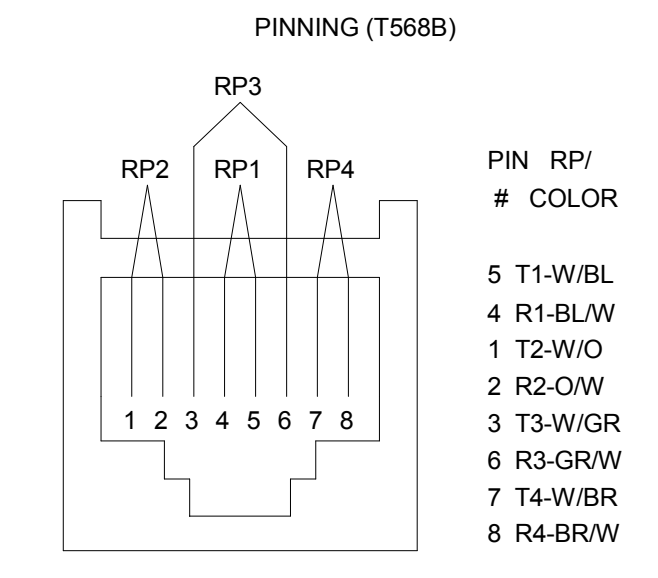 PINNING (T568B)
RP3
RP2 RP1 RP4
1 2 3 4 5 6 7 8
PIN RP/
# COLOR
5 T1-W/BL
4 R1-BL/W
1 T2-W/O
2 R2-O/W
3 T3-W/GR
6 R3-GR/W
7 T4-W/BR
8 R4-BR/W